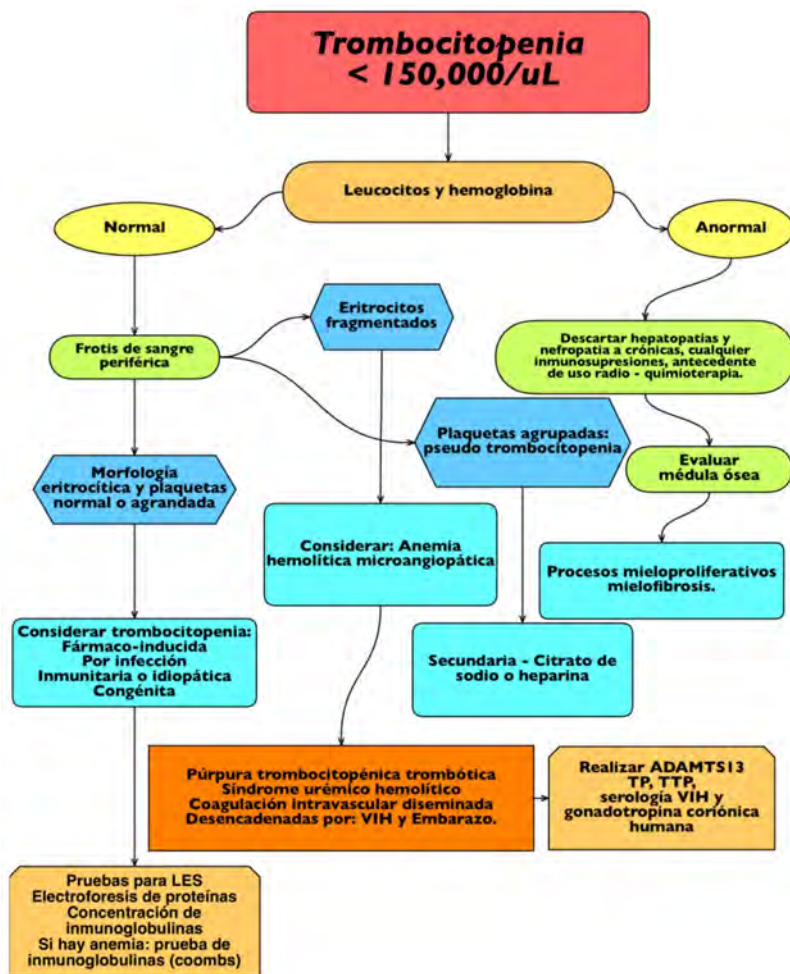 Trombocitopenia
< 150,000/uL
Leucocitos y hemoglobina
Normal
Anormal
Eritrocitos
fragmentados
Frotis de sangre
periférica
Descartar hepatopatías y
nefropatia a crónicas, cualquier
inmunosupresiones, antecedente
de uso radio - quimioterapia.
Plaquetas agrupadas:
pseudo trombocitopenia
Evaluar
médula ósea
Morfología
eritrocítica y plaquetas
normal o agrandada
Considerar: Anemia
hemolítica microangiopática
Procesos mieloproliferativos
mielofibrosis.
Considerar trombocitopenia:
Fármaco-inducida
Por infección
Inmunitaria o idiopática
Congénita
Secundaria - Citrato de
sodio o heparina
Púrpura trombocitopénica trombótica
Síndrome urémico hemolítico
Coagulación intravascular diseminada
Desencadenadas por: VIH y Embarazo.
Realizar ADAMTS13
TP, TTP,
serología VIH y
gonadotropina coriónica
humana
Pruebas para LES
Electroforesis de proteínas
Concentración de
inmunoglobulinas
Si hay anemia: prueba de
inmunoglobulinas (coombs)